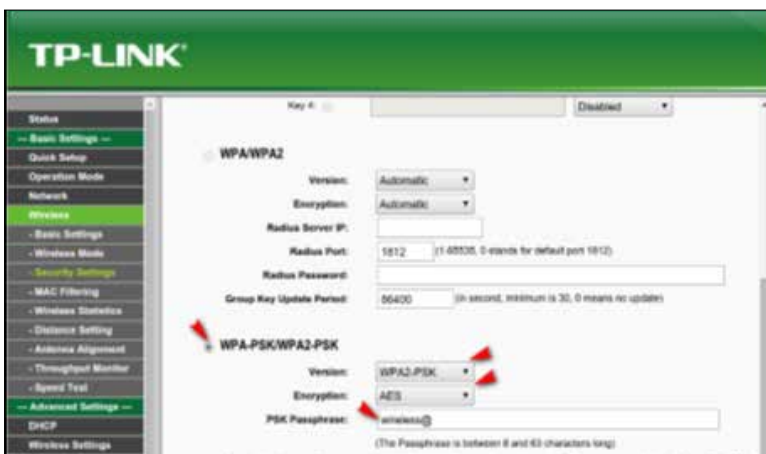 TP-LINK
Key 4:
Disabled
Status
--- Basic Settings ---
Quick Setup
Operation Mode
Network
Wireless
- Basic Settings
- Wireless Mode
- Security Settings
- MAC Filtering
- Wireless Statistics
- Distance Setting
- Antenna Alignment
- Throughput Monitor
- Speed Test
--- Advanced Settings ---
DHCP
Wireless Settings
WPA/WPA2
Version: Automatic
Encryption: Automatic
Radius Server IP:
Radius Port: 1812 (1-65535, 0 stands for default port 1812)
Radius Password:
Group Key Update Period: 86400 (in second, minimum is 30, 0 means no update)
WPA-PSK/WPA2-PSK
Version: WPA2-PSK
Encryption: AES
PSK Passphrase: wireless@
(The Passphrase is between 8 and 63 characters long)